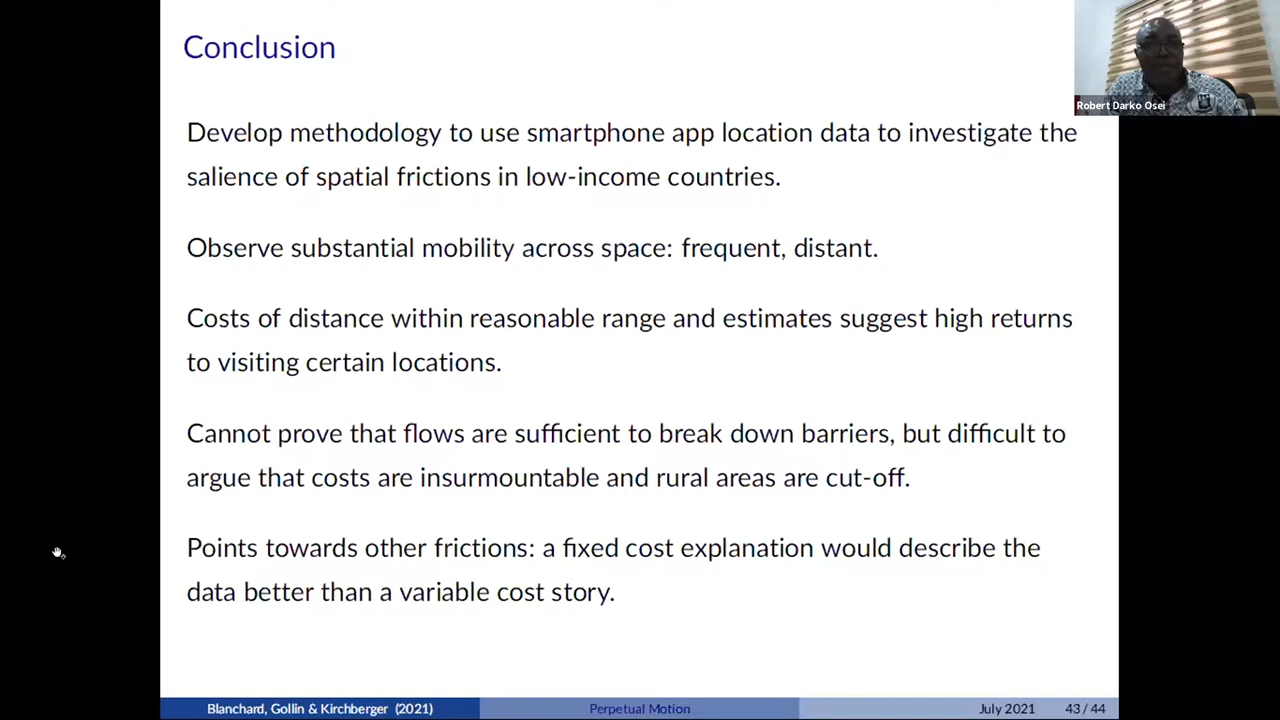 Conclusion
Robert Darko Osei
Develop methodology to use smartphone app location data to investigate the
salience of spatial frictions in low-income countries.
Observe substantial mobility across space: frequent, distant.
Costs of distance within reasonable range and estimates suggest high returns
to visiting certain locations.
Cannot prove that flows are sufficient to break down barriers, but difficult to
argue that costs are insurmountable and rural areas are cut-off.
Points towards other frictions: a fixed cost explanation would describe the
data better than a variable cost story.
Blanchard, Gollin & Kirchberger (2021) Perpetual Motion July 2021 43 / 44